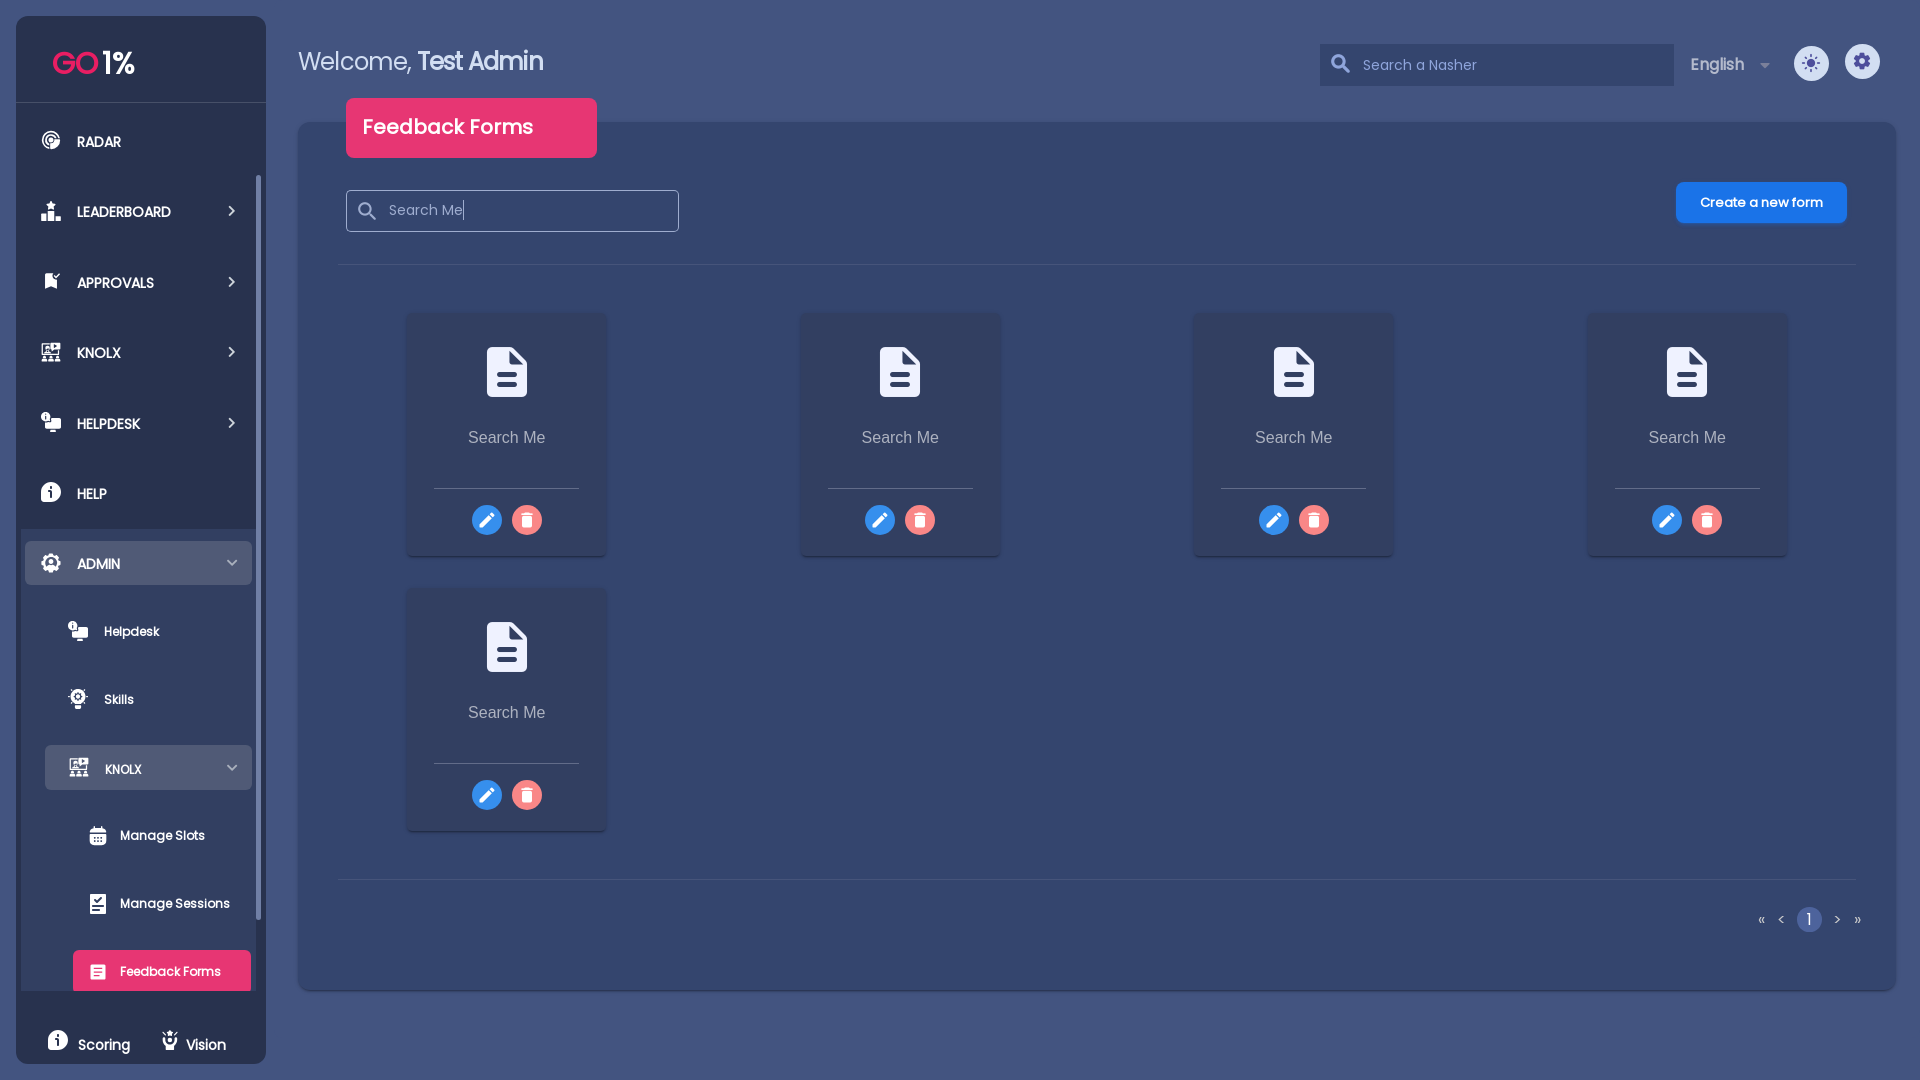 GO 1%
Welcome, Test Admin
Search a Nasher
English
RADAR
LEADERBOARD
APPROVALS
KNOLX
HELPDESK
HELP
ADMIN
Helpdesk
Skills
KNOLX
Manage Slots
Manage Sessions
Feedback Forms
Scoring
Vision
Feedback Forms
Search Me
Create a new form
Search Me
Search Me
Search Me
Search Me
Search Me
« < 1 > »